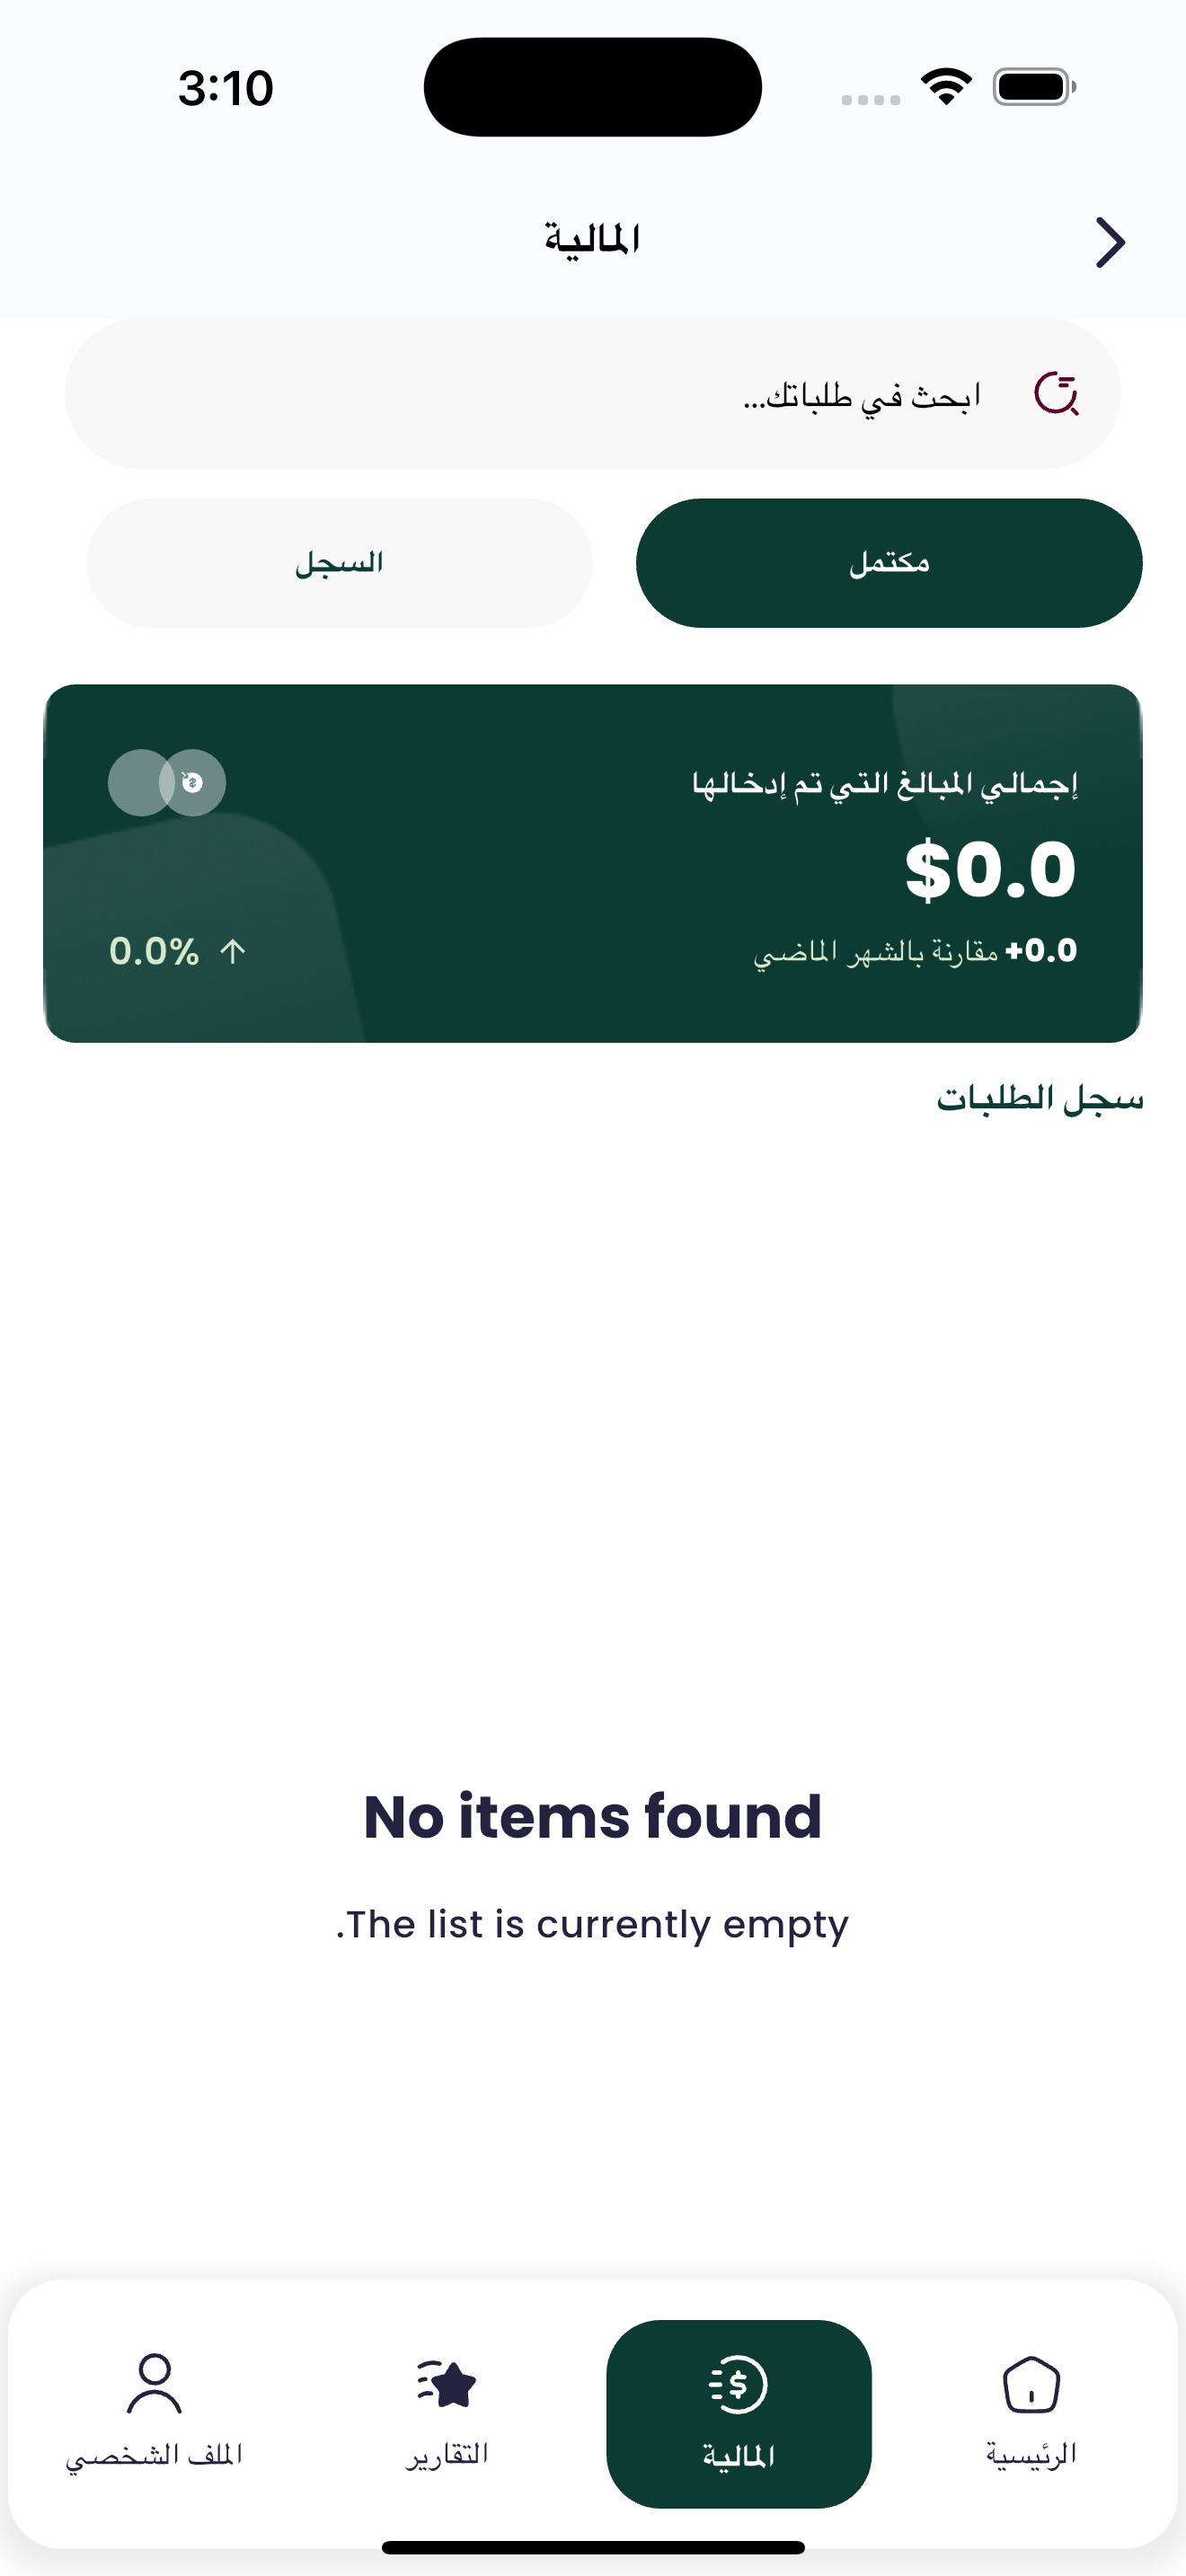 3:10
المالية
ابحث في طلباتك...
مكتمل
السجل
إجمالي المبالغ التي تم إدخالها
$0.0
+0.0 مقارنة بالشهر الماضي
0.0%
سجل الطلبات
No items found
.The list is currently empty
الرئيسية
المالية
التقارير
الملف الشخصي